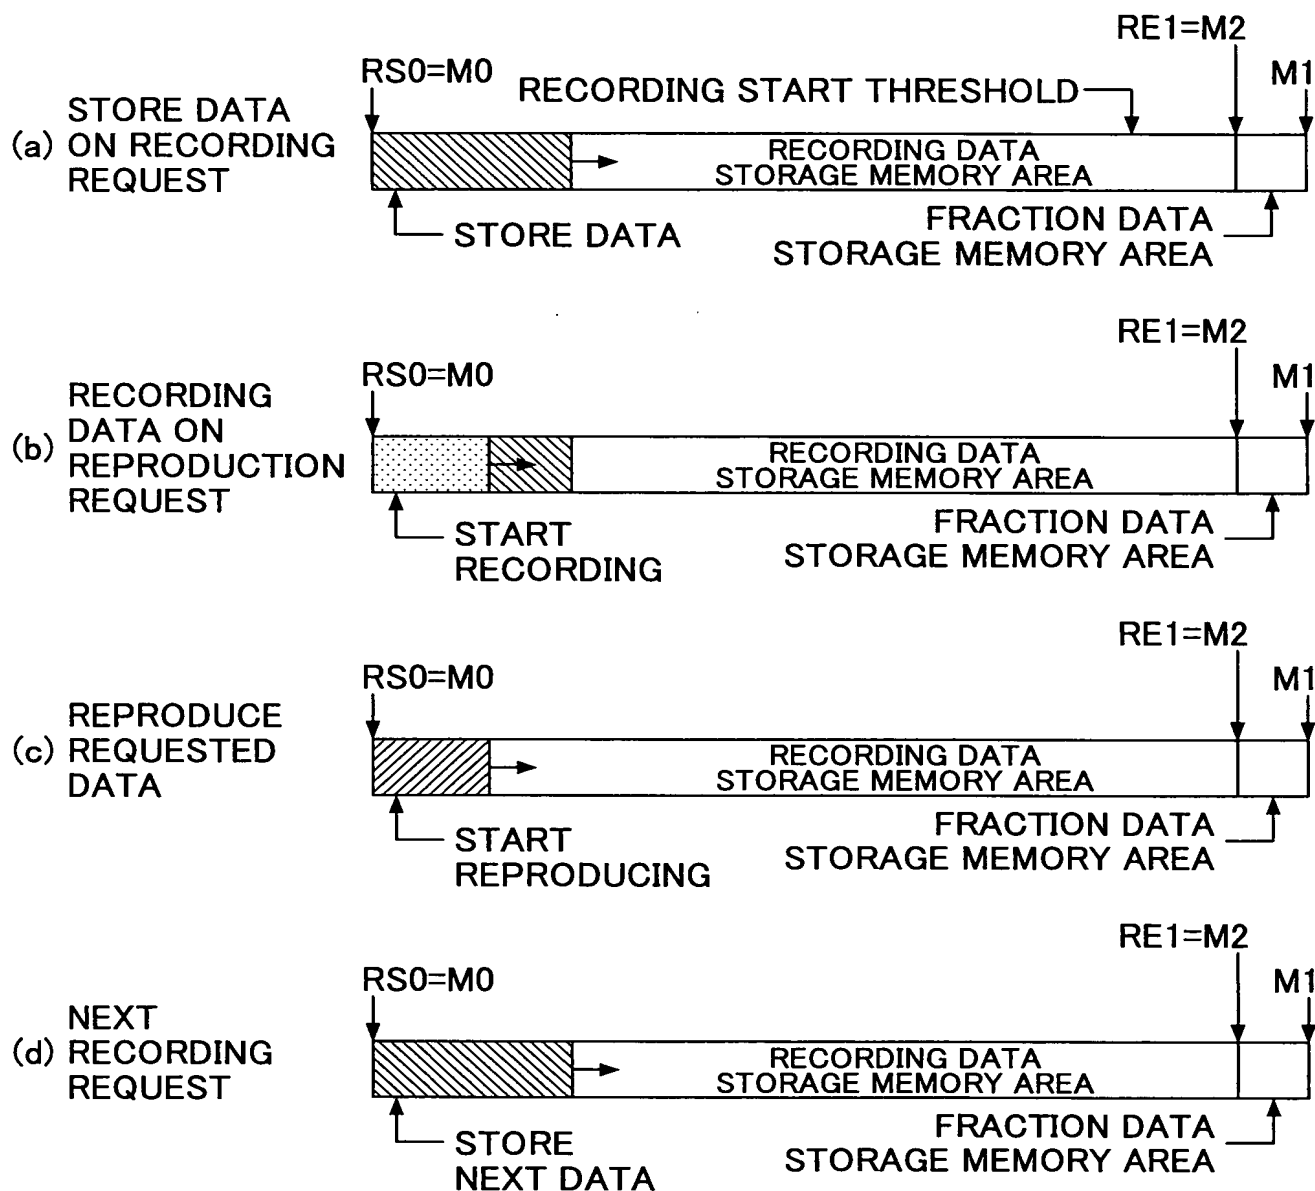 RE1=M2
RS0=M0
M1
RECORDING START THRESHOLD
(a) STORE DATA
ON RECORDING
REQUEST
RECORDING DATA
STORAGE MEMORY AREA
STORE DATA
FRACTION DATA
STORAGE MEMORY AREA
RE1=M2
RS0=M0
M1
(b) RECORDING
DATA ON
REPRODUCTION
REQUEST
RECORDING DATA
STORAGE MEMORY AREA
START
RECORDING
FRACTION DATA
STORAGE MEMORY AREA
RE1=M2
RS0=M0
M1
(c) REPRODUCE
REQUESTED
DATA
RECORDING DATA
STORAGE MEMORY AREA
START
REPRODUCING
FRACTION DATA
STORAGE MEMORY AREA
RE1=M2
RS0=M0
M1
(d) NEXT
RECORDING
REQUEST
RECORDING DATA
STORAGE MEMORY AREA
STORE
NEXT DATA
FRACTION DATA
STORAGE MEMORY AREA